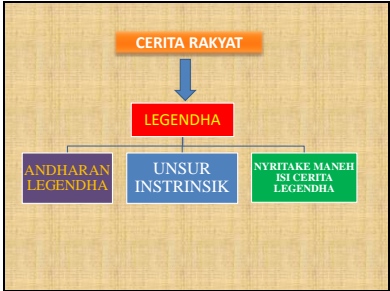 CERITA RAKYAT
LEGENDHA
ANDHARAN
LEGENDHA
UNSUR
INSTRINSIK
NYRITAKE MANEH
ISI CERITA
LEGENDHA